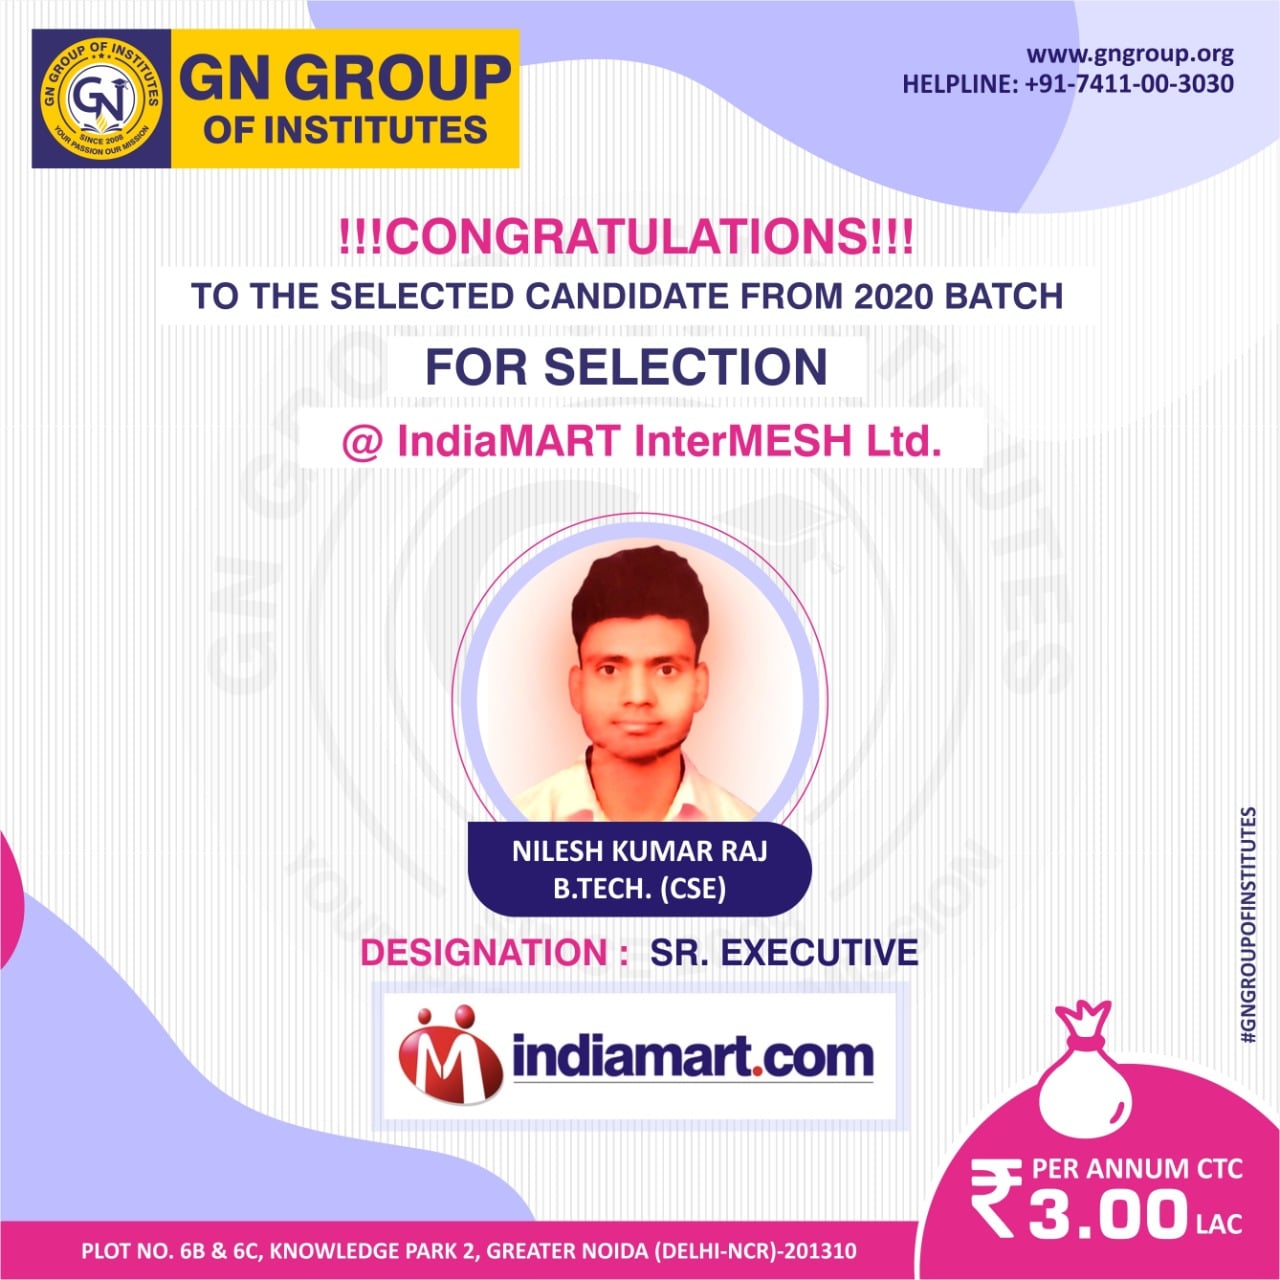 GN GROUP OF INSTITUTES
GN
SINCE 2008
YOUR PASSION OUR MISSION
GN GROUP
OF INSTITUTES
www.gngroup.org
HELPLINE: +91-7411-00-3030
!!!CONGRATULATIONS!!!
TO THE SELECTED CANDIDATE FROM 2020 BATCH
FOR SELECTION
@ IndiaMART InterMESH Ltd.
NILESH KUMAR RAJ
B.TECH. (CSE)
DESIGNATION : SR. EXECUTIVE
indiamart.com
#GNGROUPOFINSTITUTES
₹ PER ANNUM CTC
3.00 LAC
PLOT NO. 6B & 6C, KNOWLEDGE PARK 2, GREATER NOIDA (DELHI-NCR)-201310